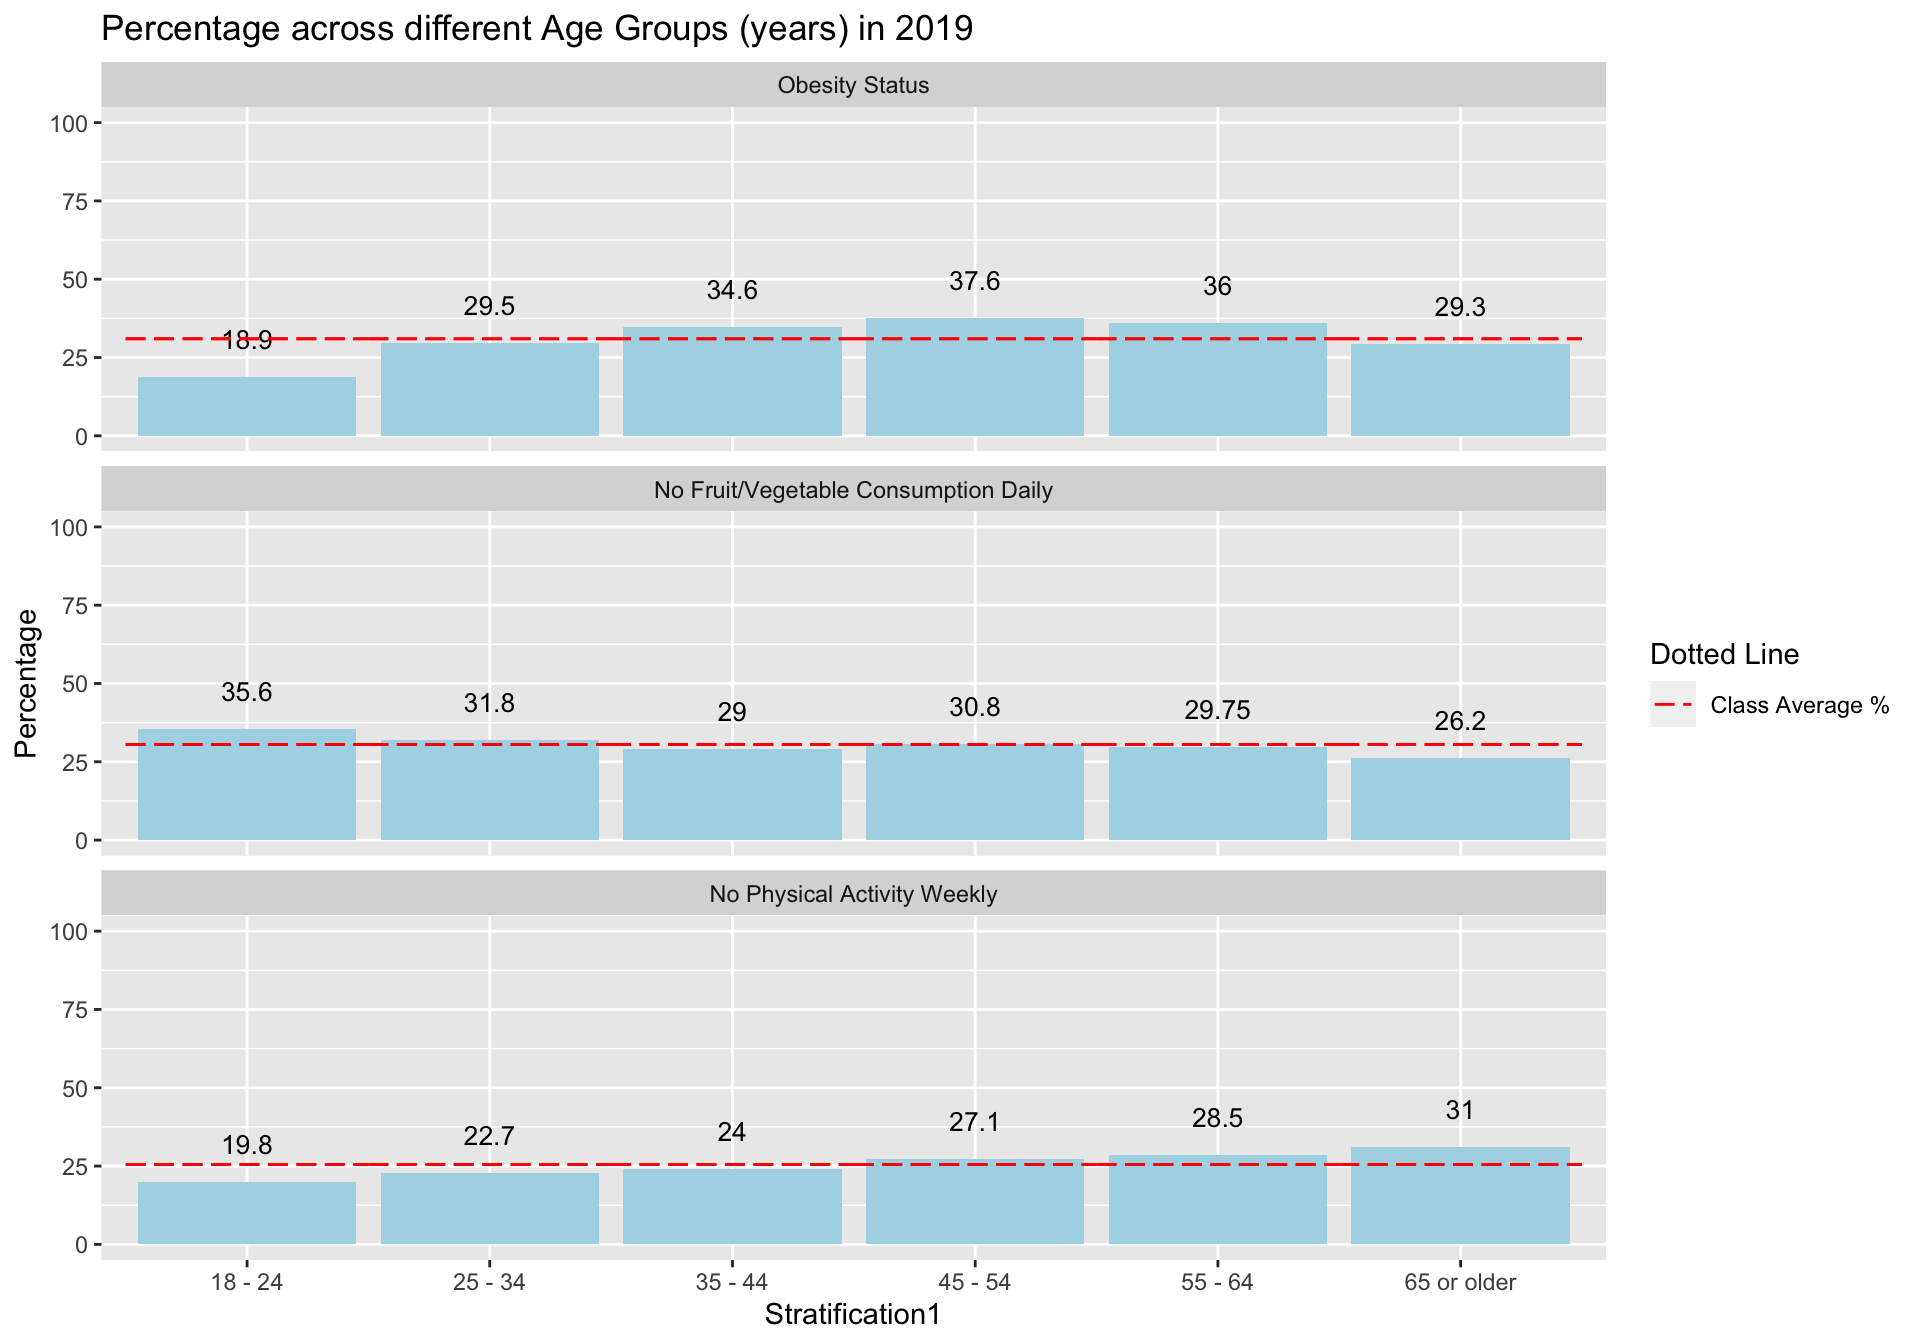 Percentage across different Age Groups (years) in 2019
Obesity Status
100
75
50
25
0
18.9
29.5
34.6
37.6
36
29.3
No Fruit/Vegetable Consumption Daily
100
75
50
25
0
35.6
31.8
29
30.8
29.75
26.2
No Physical Activity Weekly
100
75
50
25
0
19.8
22.7
24
27.1
28.5
31
18 - 24
25 - 34
35 - 44
45 - 54
55 - 64
65 or older
Stratification1
Percentage
Dotted Line
Class Average %